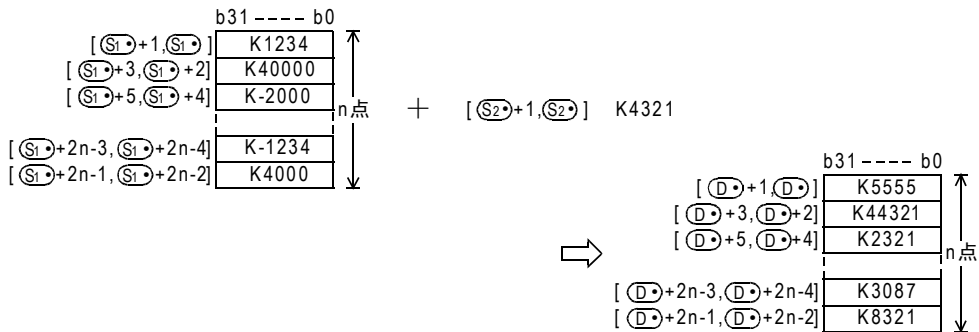 b31 ---- b0
[ S1• +1, S1• ] K1234
[ S1• +3, S1• +2] K40000
[ S1• +5, S1• +4] K-2000
n点
+ [ S2• +1, S2• ] K4321
[ S1• +2n-3, S1• +2n-4] K-1234
[ S1• +2n-1, S1• +2n-2] K4000
b31 ---- b0
[ D• +1, D• ] K5555
[ D• +3, D• +2] K44321
[ D• +5, D• +4] K2321
n点
[ D• +2n-3, D• +2n-4] K3087
[ D• +2n-1, D• +2n-2] K8321